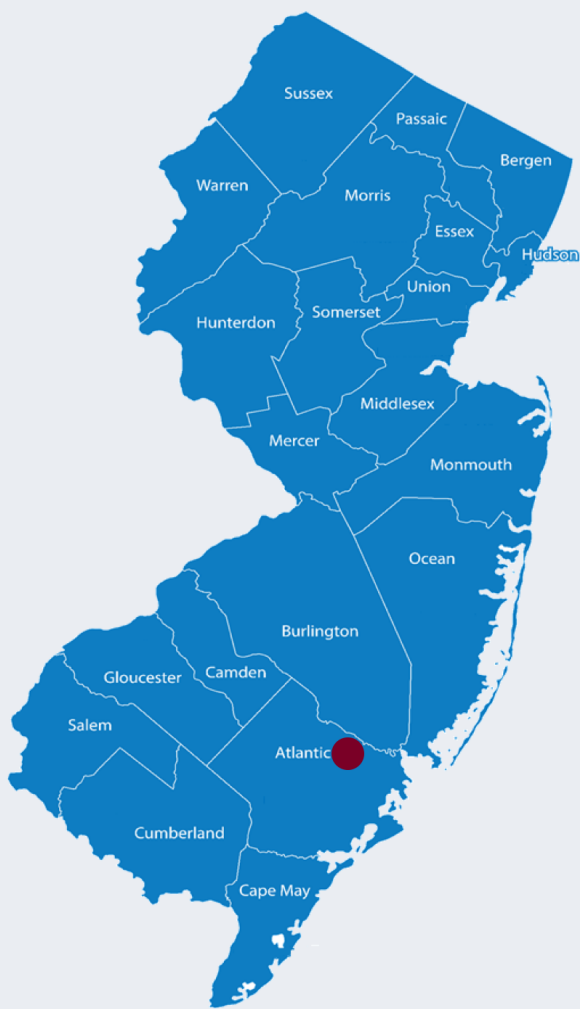 Sussex
Passaic
Bergen
Warren
Morris
Essex
Hudson
Union
Somerset
Hunterdon
Middlesex
Mercer
Monmouth
Ocean
Burlington
Camden
Gloucester
Salem
Atlantic
Cumberland
Cape May